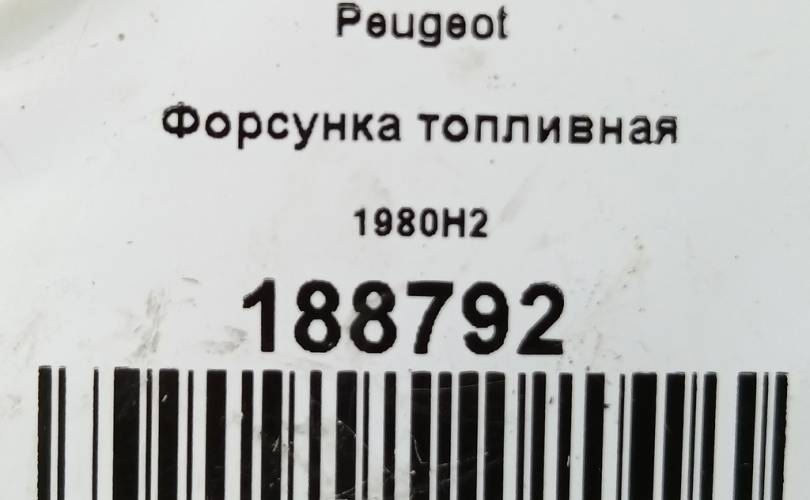 Peugeot
Форсунка топливная
1980H2
188792